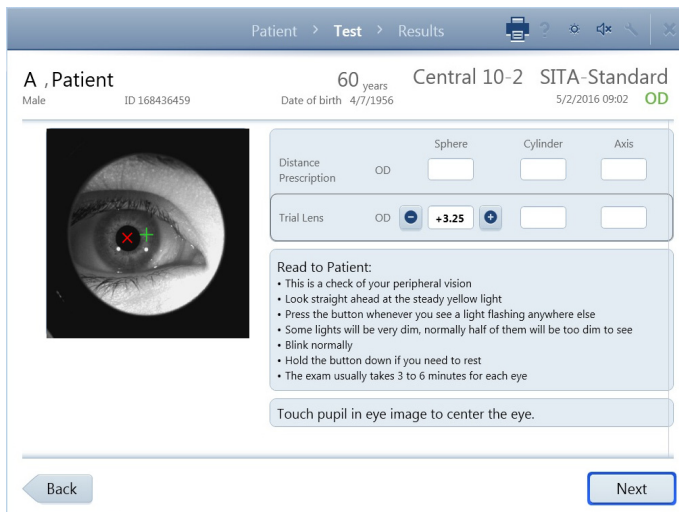 Patient > Test > Results
?
A , Patient
60 years
Central 10-2
SITA-Standard
Male
ID 168436459
Date of birth 4/7/1956
5/2/2016 09:02 OD
Sphere
Cylinder
Axis
Distance
Prescription
OD
Trial Lens
OD
+3.25
Read to Patient:
• This is a check of your peripheral vision
• Look straight ahead at the steady yellow light
• Press the button whenever you see a light flashing anywhere else
• Some lights will be very dim, normally half of them will be too dim to see
• Blink normally
• Hold the button down if you need to rest
• The exam usually takes 3 to 6 minutes for each eye
Touch pupil in eye image to center the eye.
Back
Next